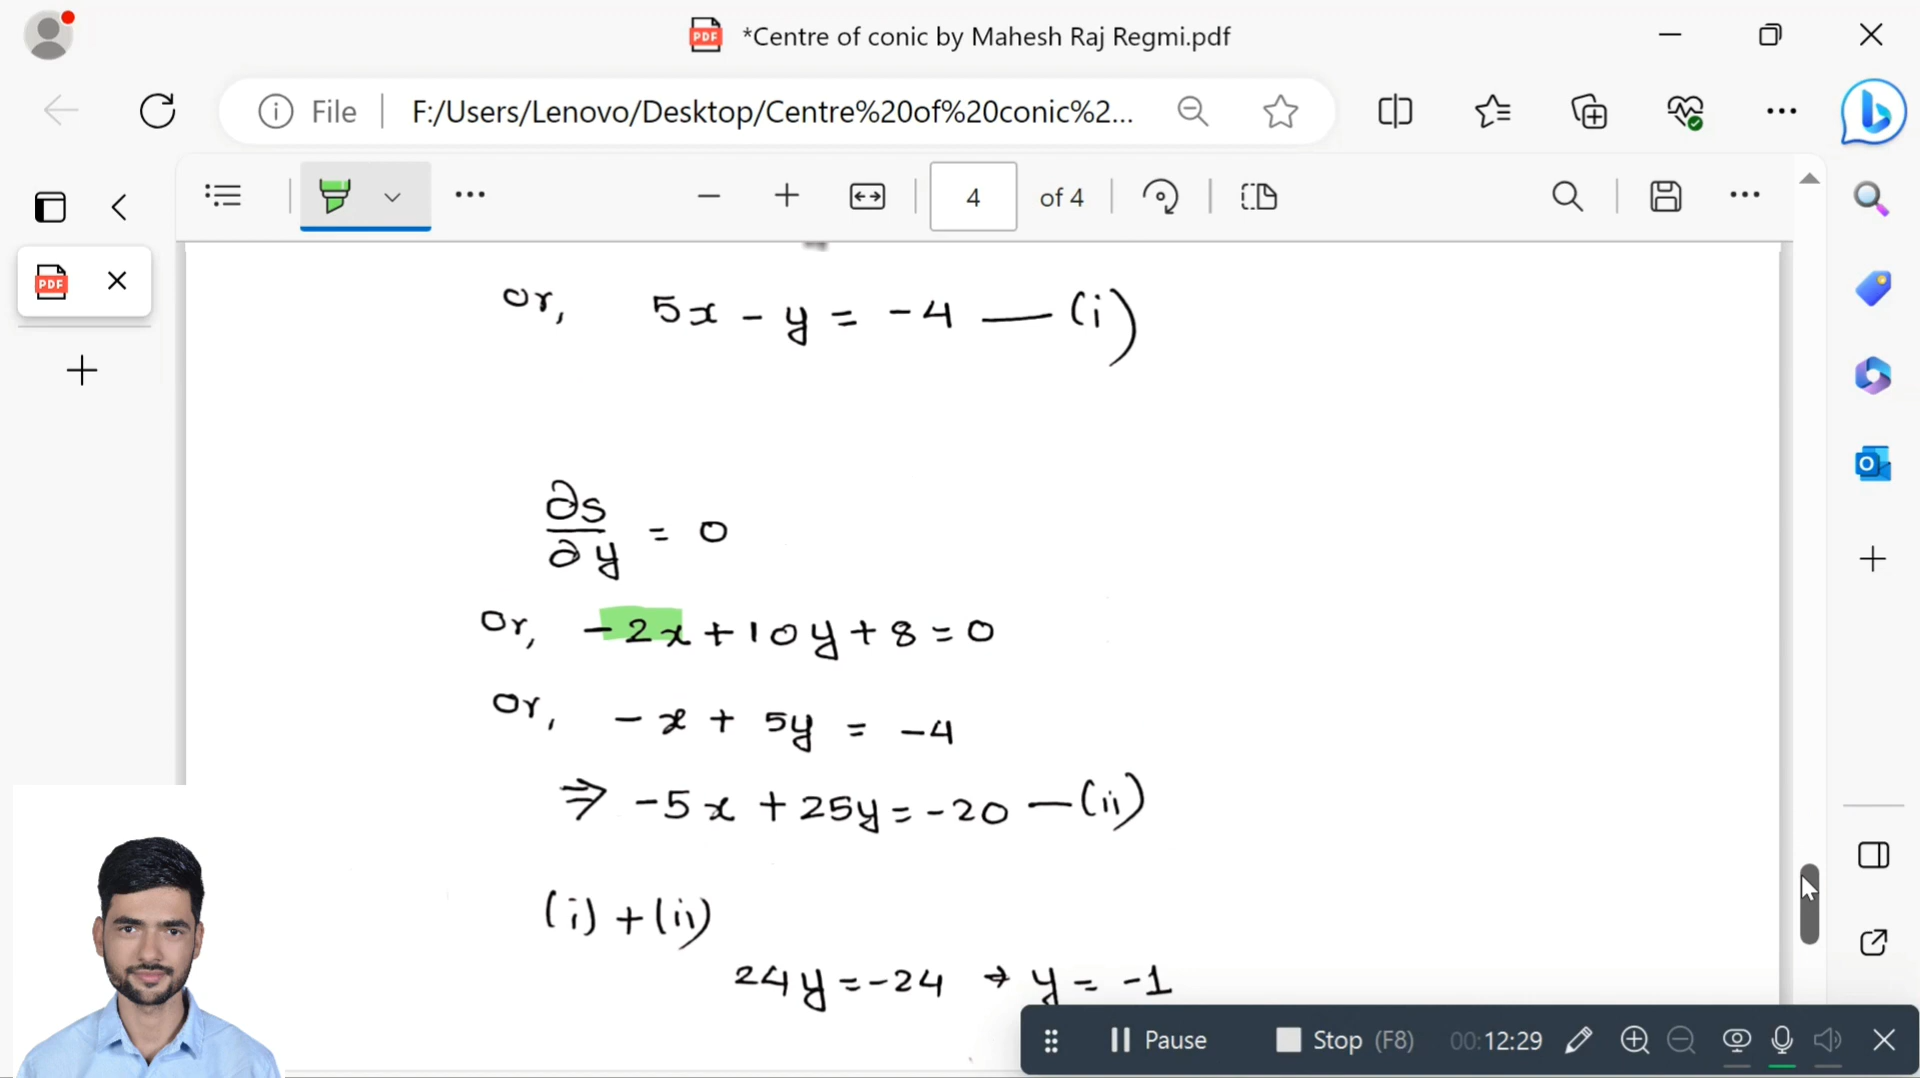 *Centre of conic by Mahesh Raj Regmi.pdf
File F:/Users/Lenovo/Desktop/Centre%20of%20conic%2...
4 of 4
or, 5x - y = -4 — (i)
∂s/∂y = 0
or, -2x + 10y + 8 = 0
or, -x + 5y = -4
⇒ -5x + 25y = -20 — (ii)
(i) + (ii)
24y = -24 → y = -1
Pause Stop (F8) 00:12:29